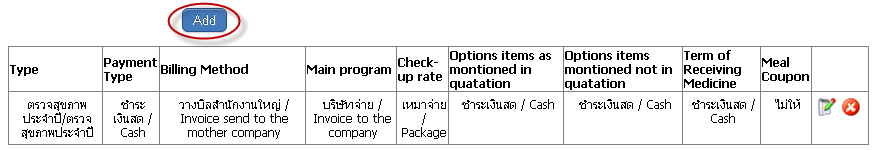 Add
Type
Payment
Type
Billing Method
Main program
Check-
up rate
Options items as
montioned in
quatation
Options items
montioned not in
quatation
Term of
Receiving
Medicine
Meal
Coupon
ตรวจสุขภาพ
ประจำปี/ตรวจ
สุขภาพประจำปี
ชำระ
เงินสด /
Cash
วางบิลสำนักงานใหญ่ /
Invoice send to the
mother company
บริษัทจ่าย /
Invoice to the
company
เหมาจ่าย
/
Package
ชำระเงินสด / Cash
ชำระเงินสด / Cash
ชำระเงินสด /
Cash
ไม่ให้